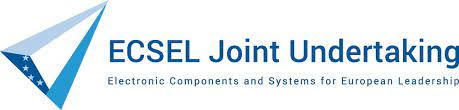 ECSEL Joint Undertaking
Electronic Components and Systems for European Leadership